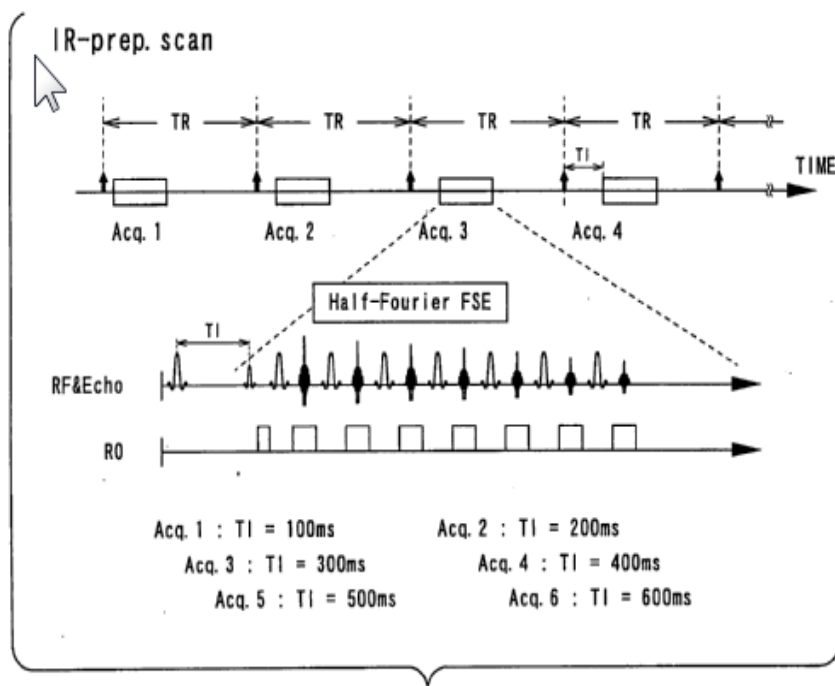 IR-prep. scan
TR TR TR TR
TI
TIME
Acq. 1 Acq. 2 Acq. 3 Acq. 4
Half-Fourier FSE
TI
RF&Echo
RO
Acq. 1 : TI = 100ms Acq. 2 : TI = 200ms
Acq. 3 : TI = 300ms Acq. 4 : TI = 400ms
Acq. 5 : TI = 500ms Acq. 6 : TI = 600ms